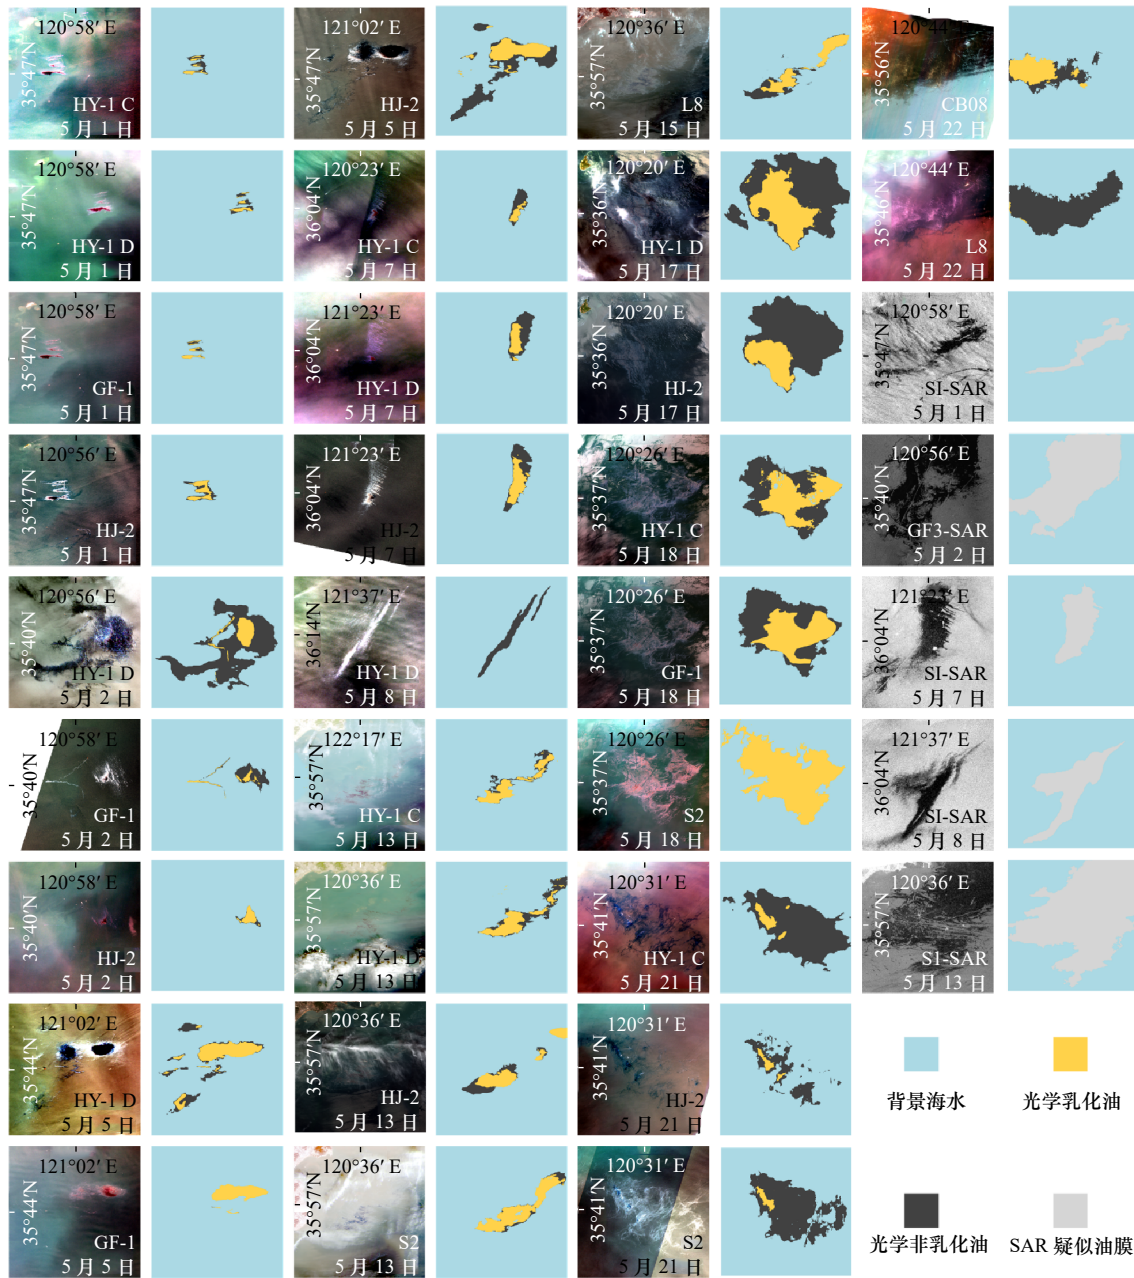 120°58′ E
35°47′N
HY-1 C
5 月 1 日
121°02′ E
35°47′N
HJ-2
5 月 5 日
120°36′ E
35°57′N
L8
5 月 15 日
120°44′ E
35°56′N
CB08
5 月 22 日
120°58′ E
35°47′N
HY-1 D
5 月 1 日
120°23′ E
36°04′N
HY-1 C
5 月 7 日
120°20′ E
35°36′N
HY-1 D
5 月 17 日
120°44′ E
35°46′N
L8
5 月 22 日
120°58′ E
35°47′N
GF-1
5 月 1 日
121°23′ E
36°04′N
HY-1 D
5 月 7 日
120°20′ E
35°36′N
HJ-2
5 月 17 日
120°58′ E
35°47′N
SI-SAR
5 月 1 日
120°56′ E
35°47′N
HJ-2
5 月 1 日
121°23′ E
36°04′N
HJ-2
5 月 7 日
120°26′ E
35°37′N
HY-1 C
5 月 18 日
120°56′ E
35°40′N
GF3-SAR
5 月 2 日
120°56′ E
35°40′N
HY-1 D
5 月 2 日
121°37′ E
36°14′N
HY-1 D
5 月 8 日
120°26′ E
35°37′N
GF-1
5 月 18 日
121°23′ E
36°04′N
SI-SAR
5 月 7 日
120°58′ E
35°40′N
GF-1
5 月 2 日
122°17′ E
35°57′N
HY-1 C
5 月 13 日
120°26′ E
35°37′N
S2
5 月 18 日
121°37′ E
36°04′N
SI-SAR
5 月 8 日
120°58′ E
35°40′N
HJ-2
5 月 2 日
120°36′ E
35°57′N
HY-1 D
5 月 13 日
120°31′ E
35°41′N
HY-1 C
5 月 21 日
120°36′ E
35°57′N
S1-SAR
5 月 13 日
121°02′ E
35°44′N
HY-1 D
5 月 5 日
120°36′ E
35°57′N
HJ-2
5 月 13 日
120°31′ E
35°41′N
HJ-2
5 月 21 日
背景海水
光学乳化油
121°02′ E
35°44′N
GF-1
5 月 5 日
120°36′ E
35°57′N
S2
5 月 13 日
120°31′ E
35°41′N
S2
5 月 21 日
光学非乳化油
SAR 疑似油膜